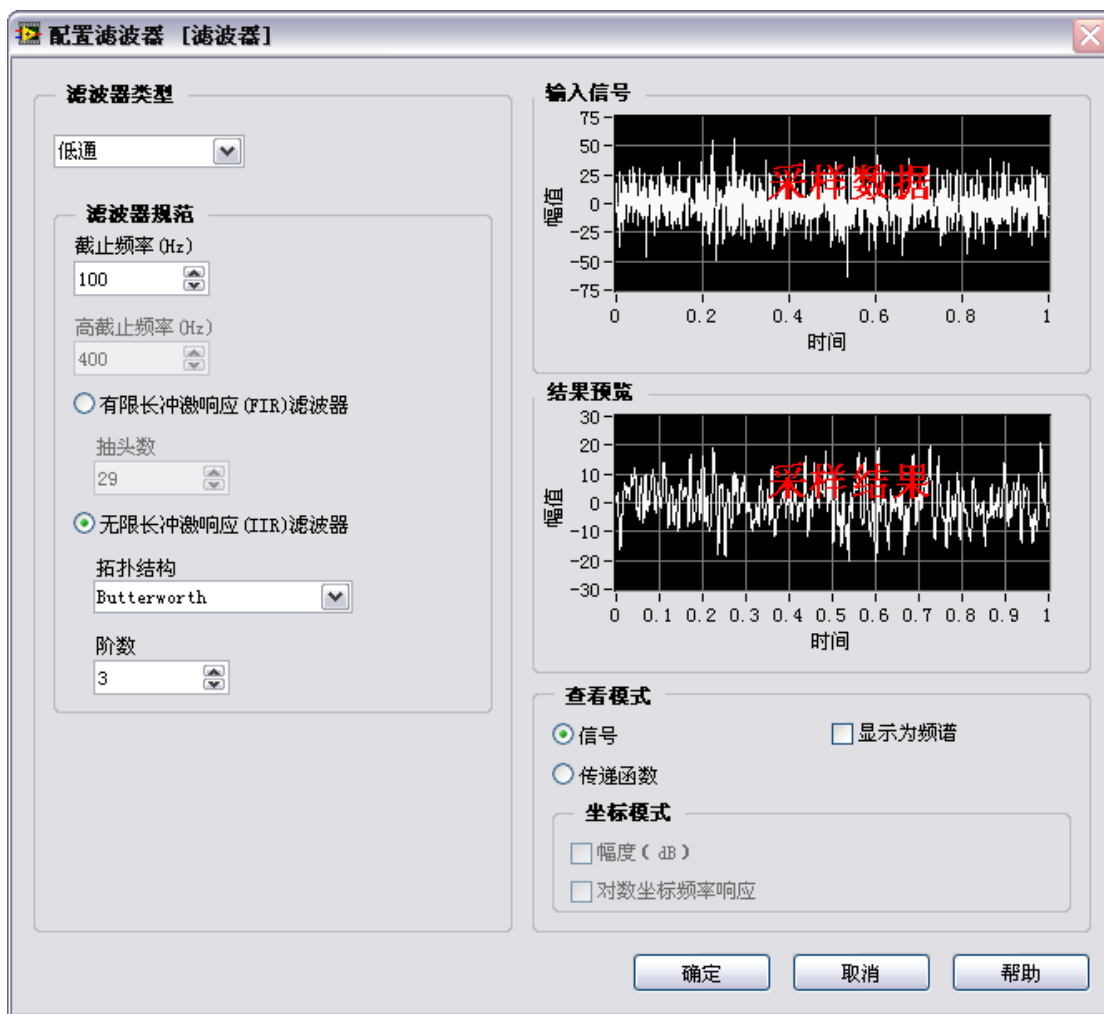 配置滤波器 [滤波器]
滤波器类型
低通
滤波器规范
截止频率(Hz)
100
高截止频率(Hz)
400
有限长冲激响应(FIR)滤波器
抽头数
29
无限长冲激响应(IIR)滤波器
拓扑结构
Butterworth
阶数
3
输入信号
75
50
25
0
-25
-50
-75
幅值
采样数据
0 0.2 0.4 0.6 0.8 1
时间
结果预览
30
20
10
0
-10
-20
-30
幅值
采样结果
0 0.1 0.2 0.3 0.4 0.5 0.6 0.7 0.8 0.9 1
时间
查看模式
信号
显示为频谱
传递函数
坐标模式
幅度(dB)
对数坐标频率响应
确定
取消
帮助